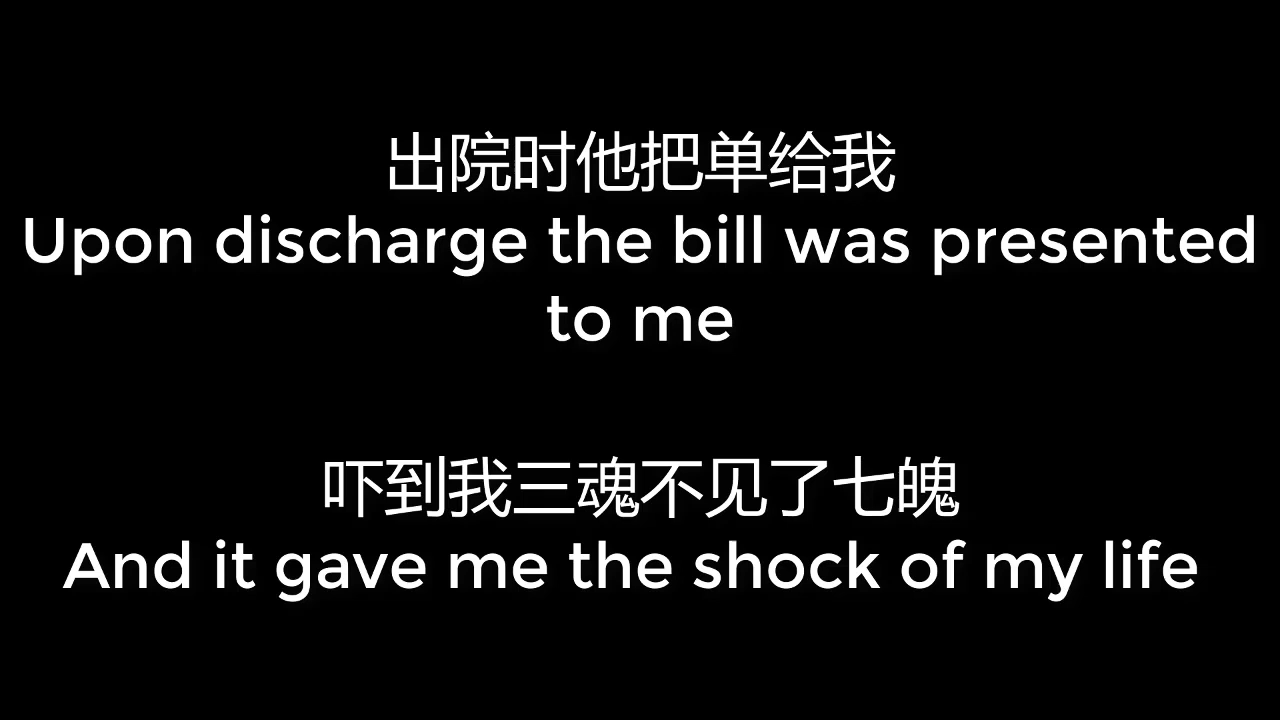 出院时他把单给我
Upon discharge the bill was presented
to me
吓到我三魂不见了七魄
And it gave me the shock of my life